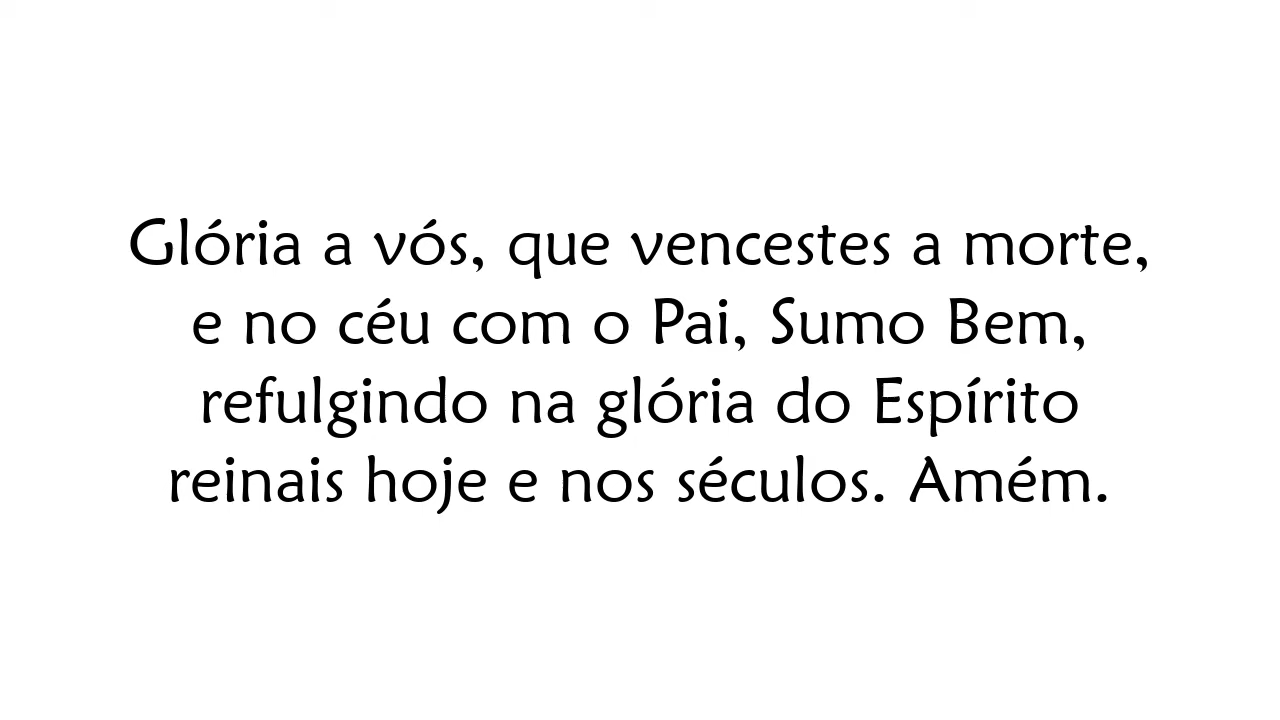 Glória a vós, que vencestes a morte,
e no céu com o Pai, Sumo Bem,
refulgindo na glória do Espírito
reinais hoje e nos séculos. Amém.